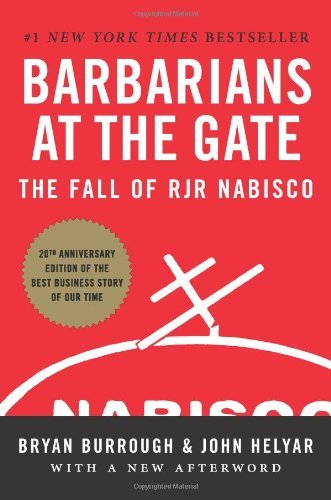 #1 NEW YORK TIMES BESTSELLER
BARBARIANS
AT THE GATE
THE FALL OF RJR NABISCO
20TH ANNIVERSARY
EDITION OF THE
BEST BUSINESS STORY
OF OUR TIME
NABISCO
BRYAN BURROUGH & JOHN HELYAR
WITH A NEW AFTERWORD